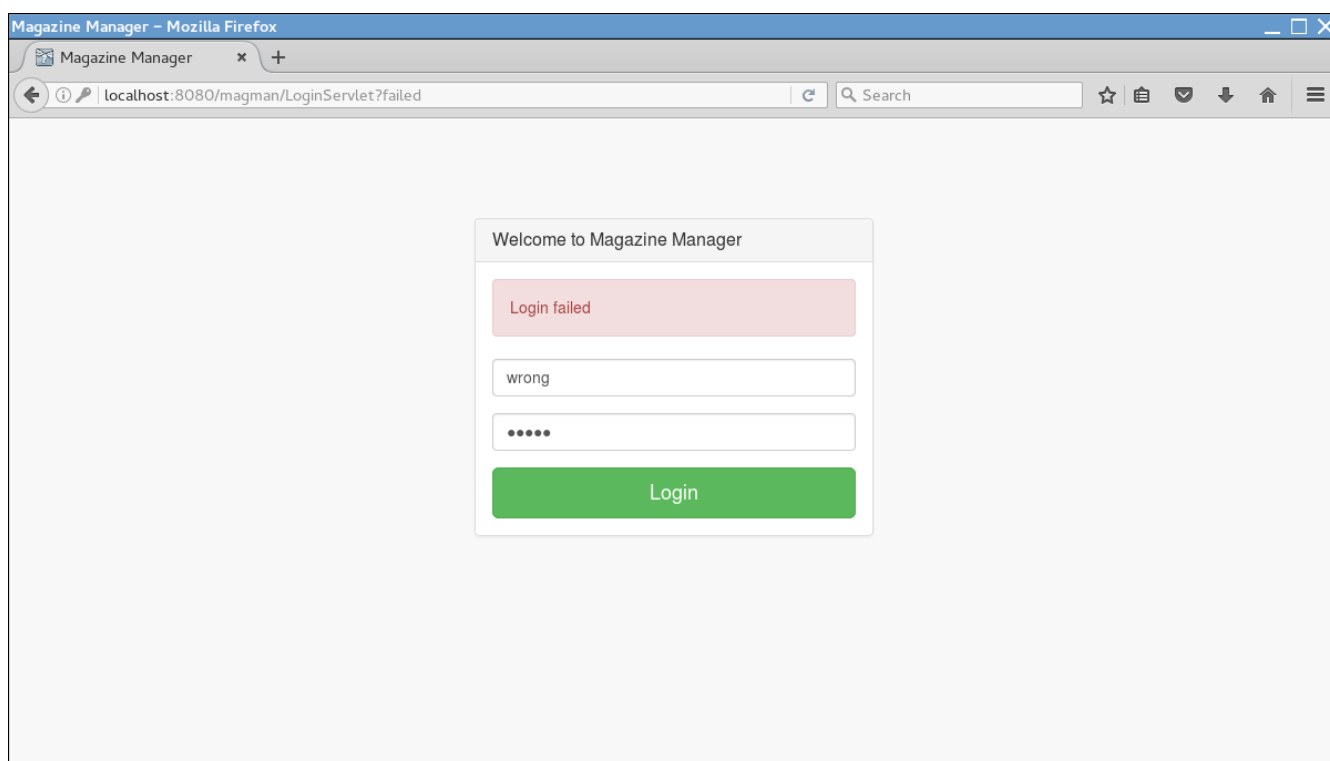 Magazine Manager – Mozilla Firefox
Magazine Manager
localhost:8080/magman/LoginServlet?failed
Search
Welcome to Magazine Manager
Login failed
wrong
•••••
Login